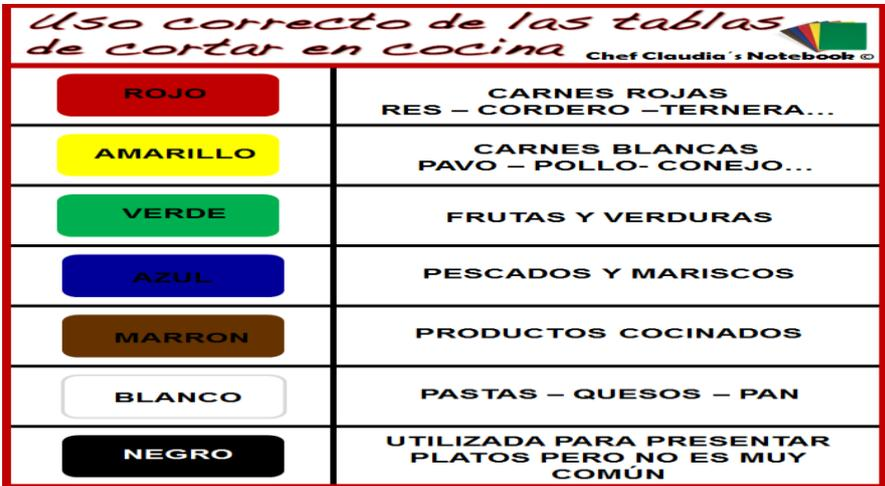 Uso correcto de las tablas
de cortar en cocina
Chef Claudia´s Notebook ©
ROJO
CARNES ROJAS
RES – CORDERO –TERNERA...
AMARILLO
CARNES BLANCAS
PAVO – POLLO- CONEJO...
VERDE
FRUTAS Y VERDURAS
AZUL
PESCADOS Y MARISCOS
MARRON
PRODUCTOS COCINADOS
BLANCO
PASTAS – QUESOS – PAN
NEGRO
UTILIZADA PARA PRESENTAR
PLATOS PERO NO ES MUY
COMÚN